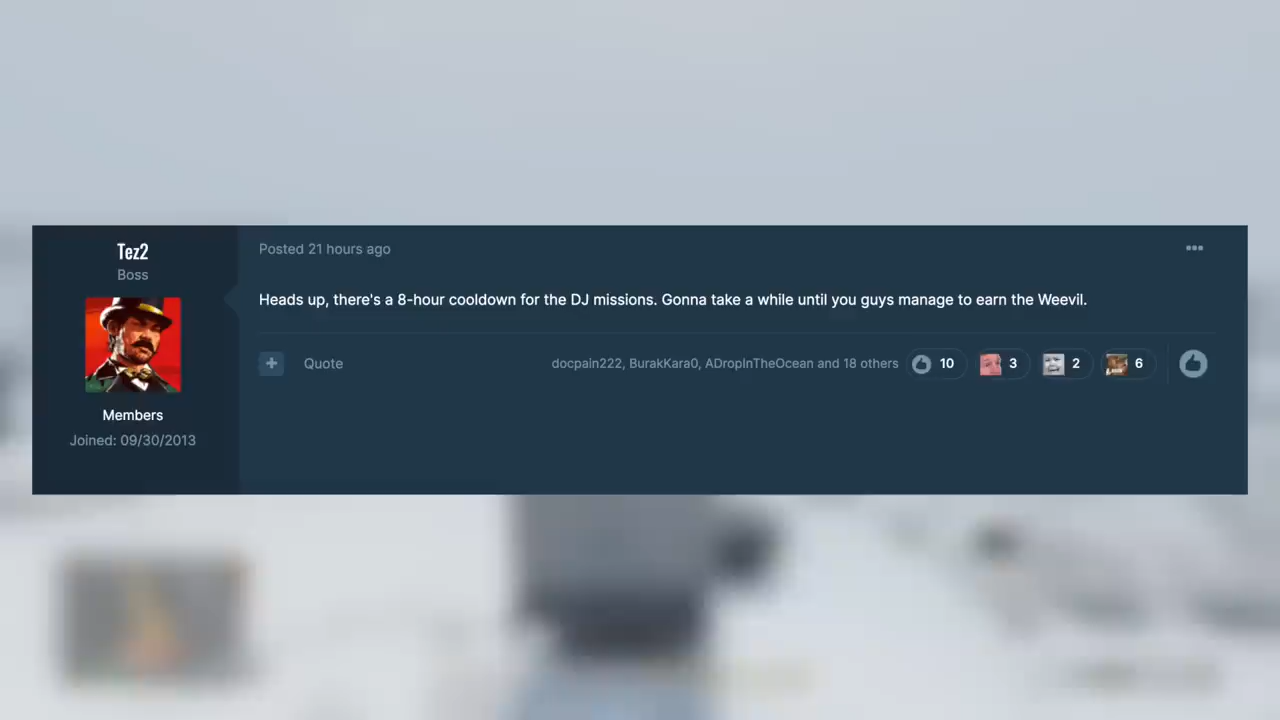 Tez2
Boss
Members
Joined: 09/30/2013
Posted 21 hours ago
Heads up, there's a 8-hour cooldown for the DJ missions. Gonna take a while until you guys manage to earn the Weevil.
+ Quote
docpain222, BurakKara0, ADropInTheOcean and 18 others 10 3 2 6